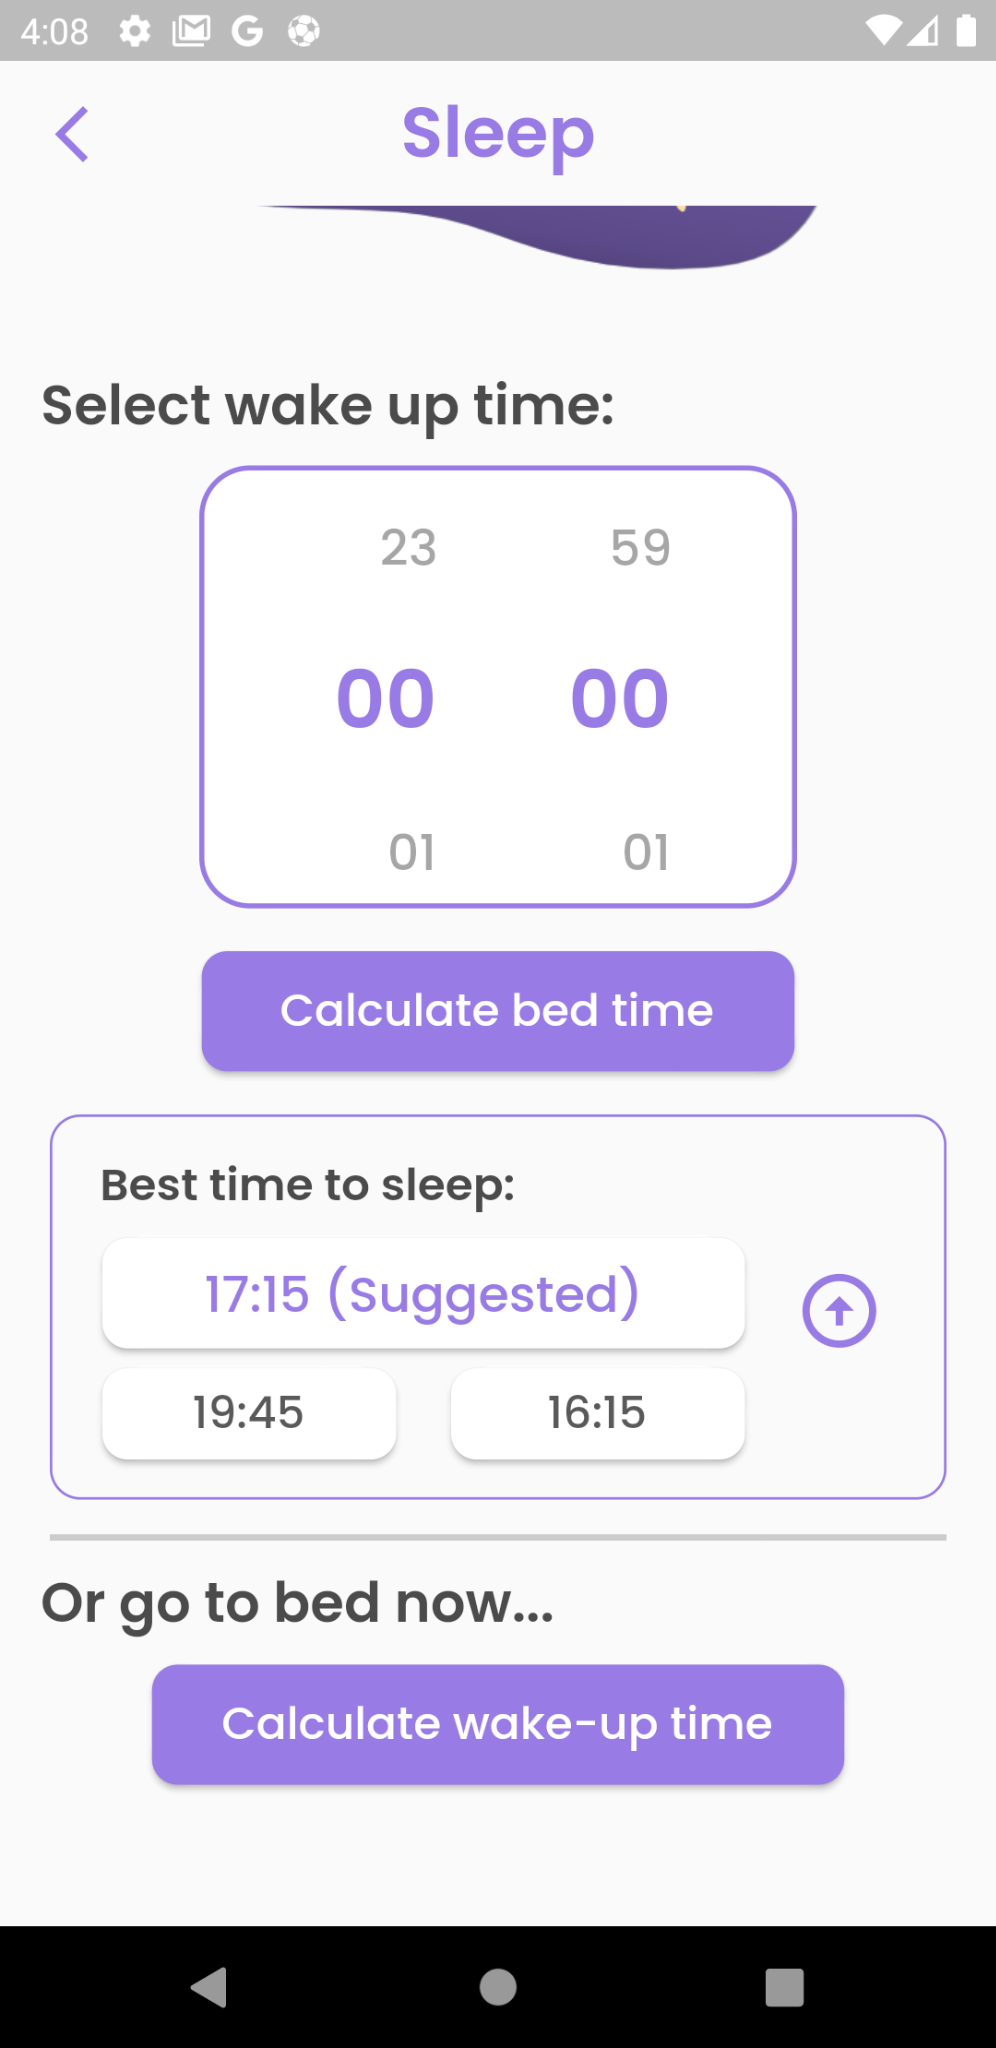 4:08
Sleep
Select wake up time:
23 59
00 00
01 01
Calculate bed time
Best time to sleep:
17:15 (Suggested)
19:45 16:15
Or go to bed now...
Calculate wake-up time